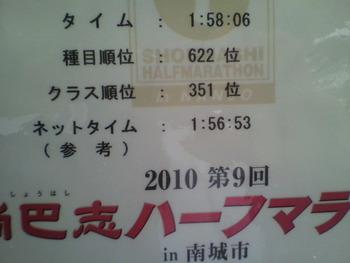 タイム : 1:58:06
種目順位 : 622 位
クラス順位 : 351 位
ネットタイム : 1:56:53
(参考)
SHOHASHI
HALFMARATHON
2010 第9回
しょうはし
尚巴志ハーフマラ
in 南城市